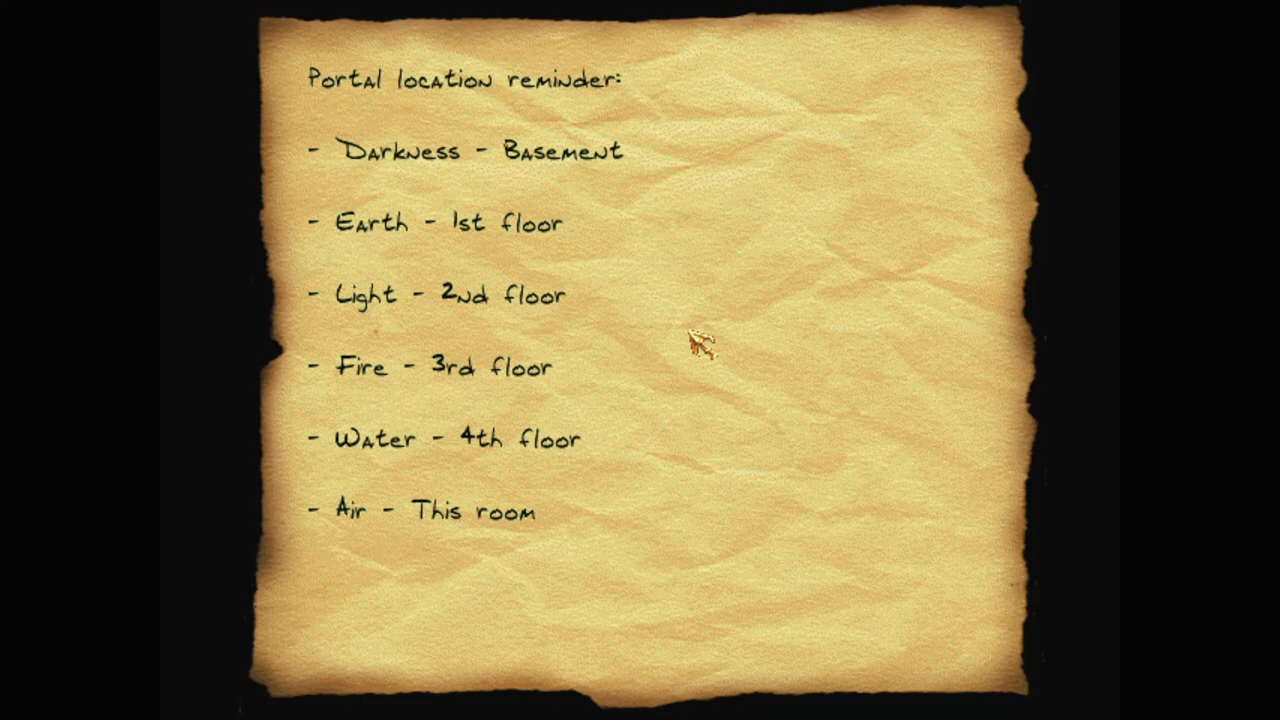 Portal location reminder:
- Darkness - Basement
- Earth - 1st floor
- Light - 2nd floor
- Fire - 3rd floor
- Water - 4th floor
- Air - This room